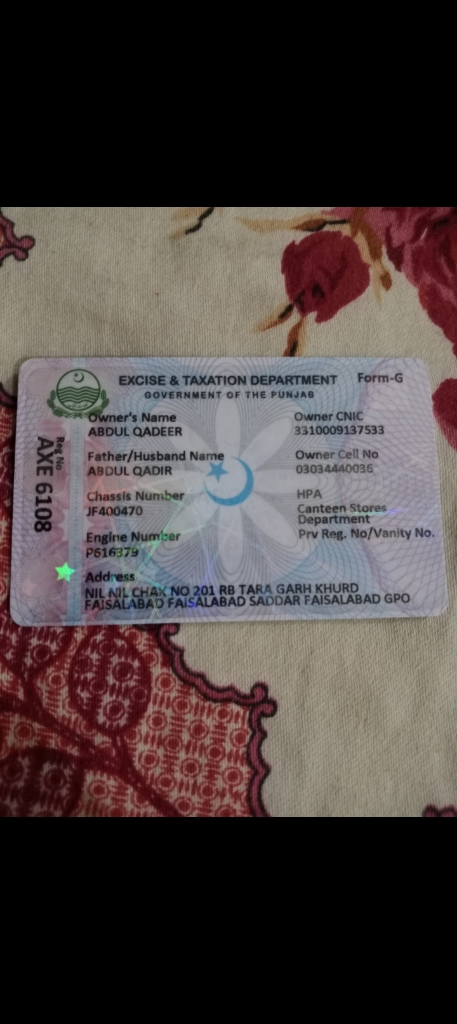 EXCISE & TAXATION DEPARTMENT Form-G
GOVERNMENT OF THE PUNJAB
Reg No
AXE 6108
Owner's Name
ABDUL QADEER
Owner CNIC
3310009137533
Father/Husband Name
ABDUL QADIR
Owner Cell No
03034440036
Chassis Number
JF400470
HPA
Canteen Stores
Department
Engine Number
P616379
Prv Reg. No/Vanity No.
Address
NIL NIL CHAK NO 201 RB TARA GARH KHURD
FAISALABAD FAISALABAD SADDAR FAISALABAD GPO